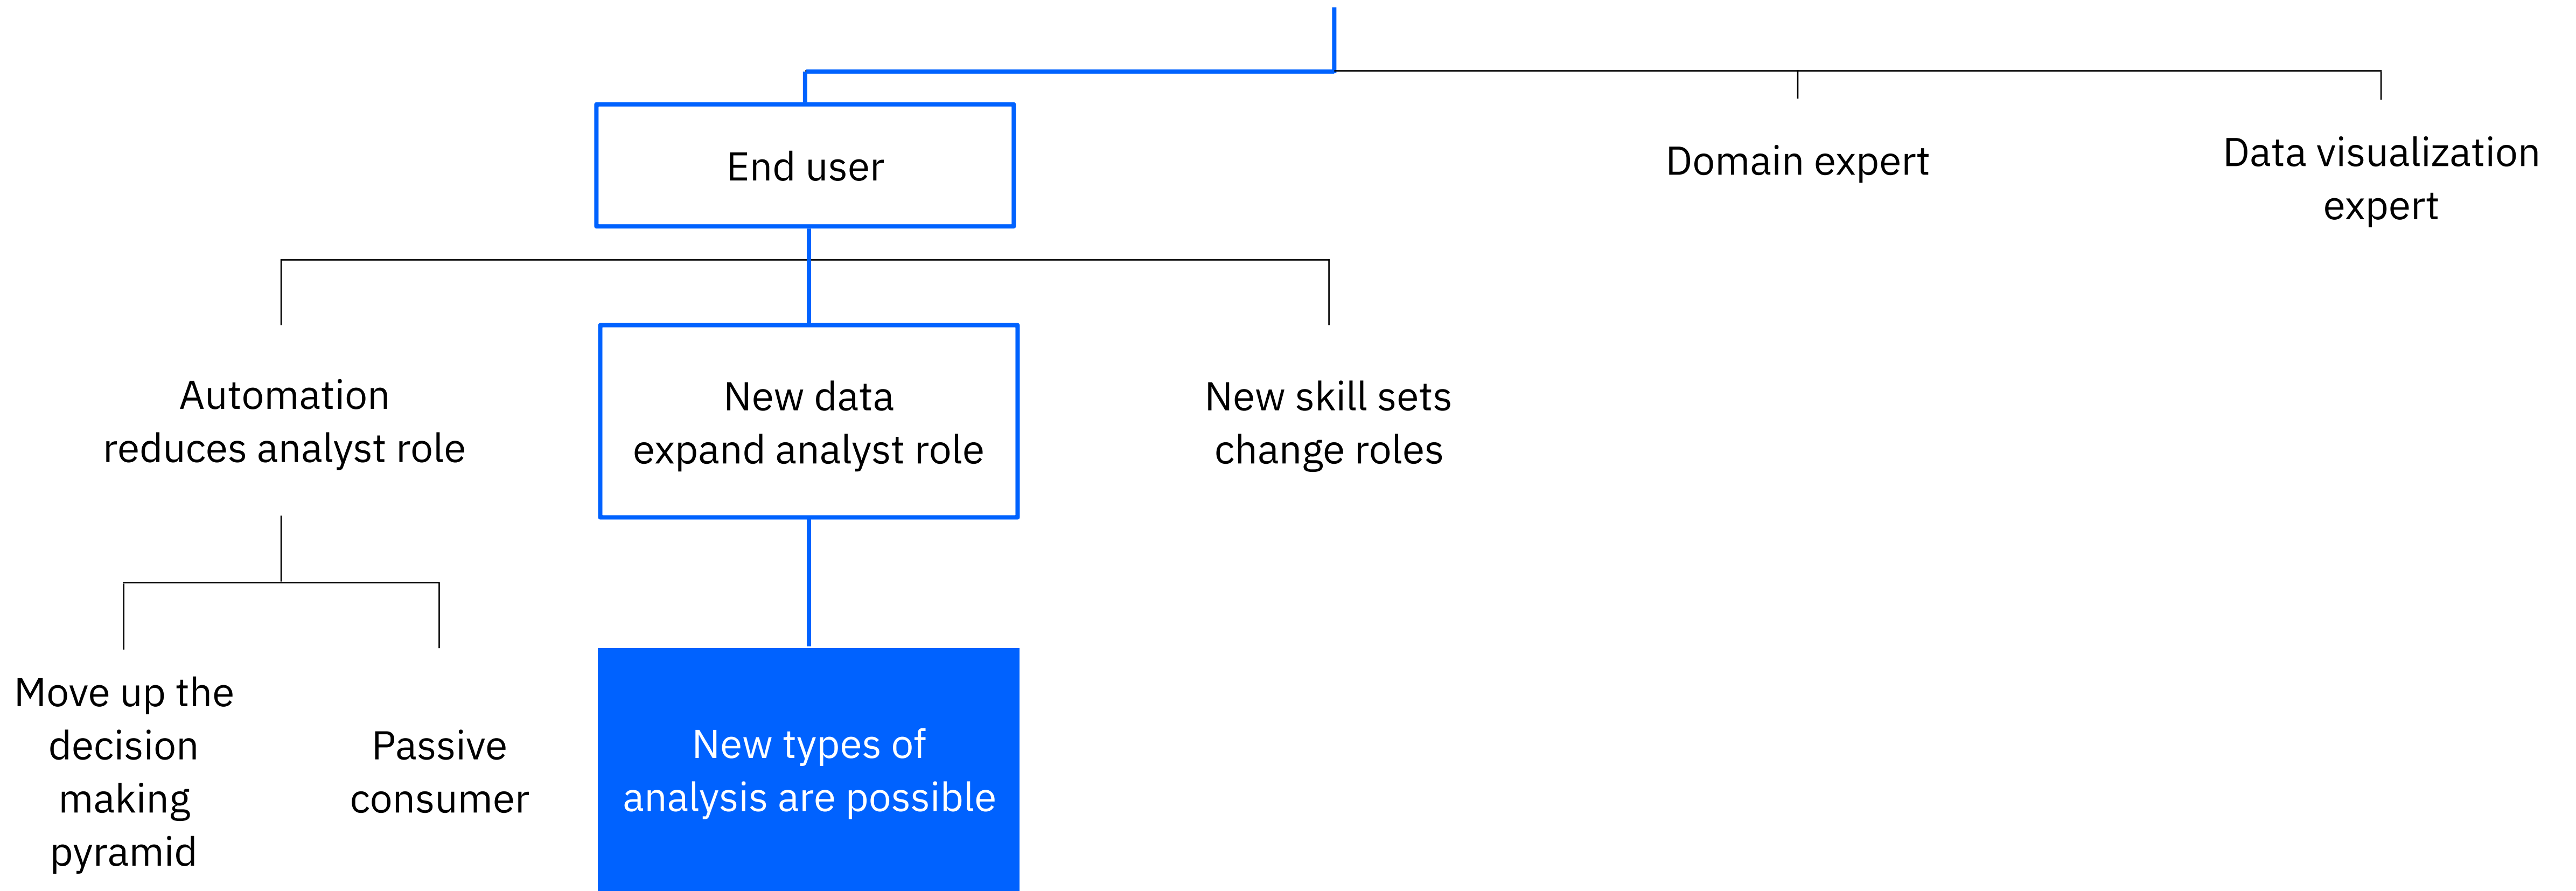 End user
Domain expert
Data visualization
expert
Automation
reduces analyst role
New data
expand analyst role
New skill sets
change roles
Move up the
decision
making
pyramid
Passive
consumer
New types of
analysis are possible